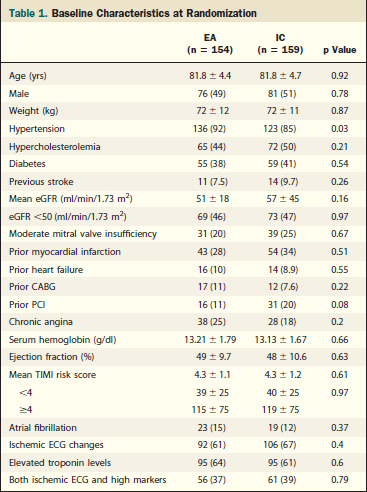 Table 1. Baseline Characteristics at Randomization
EA (n = 154) IC (n = 159) p Value
Age (yrs) 81.8 ± 4.4 81.8 ± 4.7 0.92
Male 76 (49) 81 (51) 0.78
Weight (kg) 72 ± 12 72 ± 11 0.87
Hypertension 136 (92) 123 (85) 0.03
Hypercholesterolemia 65 (44) 72 (50) 0.21
Diabetes 55 (38) 59 (41) 0.54
Previous stroke 11 (7.5) 14 (9.7) 0.26
Mean eGFR (ml/min/1.73 m²) 51 ± 18 57 ± 45 0.16
eGFR <50 (ml/min/1.73 m²) 69 (46) 73 (47) 0.97
Moderate mitral valve insufficiency 31 (20) 39 (25) 0.67
Prior myocardial infarction 43 (28) 54 (34) 0.51
Prior heart failure 16 (10) 14 (8.9) 0.55
Prior CABG 17 (11) 12 (7.6) 0.22
Prior PCI 16 (11) 31 (20) 0.08
Chronic angina 38 (25) 28 (18) 0.2
Serum hemoglobin (g/dl) 13.21 ± 1.79 13.13 ± 1.67 0.66
Ejection fraction (%) 49 ± 9.7 48 ± 10.6 0.63
Mean TIMI risk score 4.3 ± 1.1 4.3 ± 1.2 0.61
<4 39 ± 25 40 ± 25 0.97
≥4 115 ± 75 119 ± 75
Atrial fibrillation 23 (15) 19 (12) 0.37
Ischemic ECG changes 92 (61) 106 (67) 0.4
Elevated troponin levels 95 (64) 95 (61) 0.6
Both ischemic ECG and high markers 56 (37) 61 (39) 0.79